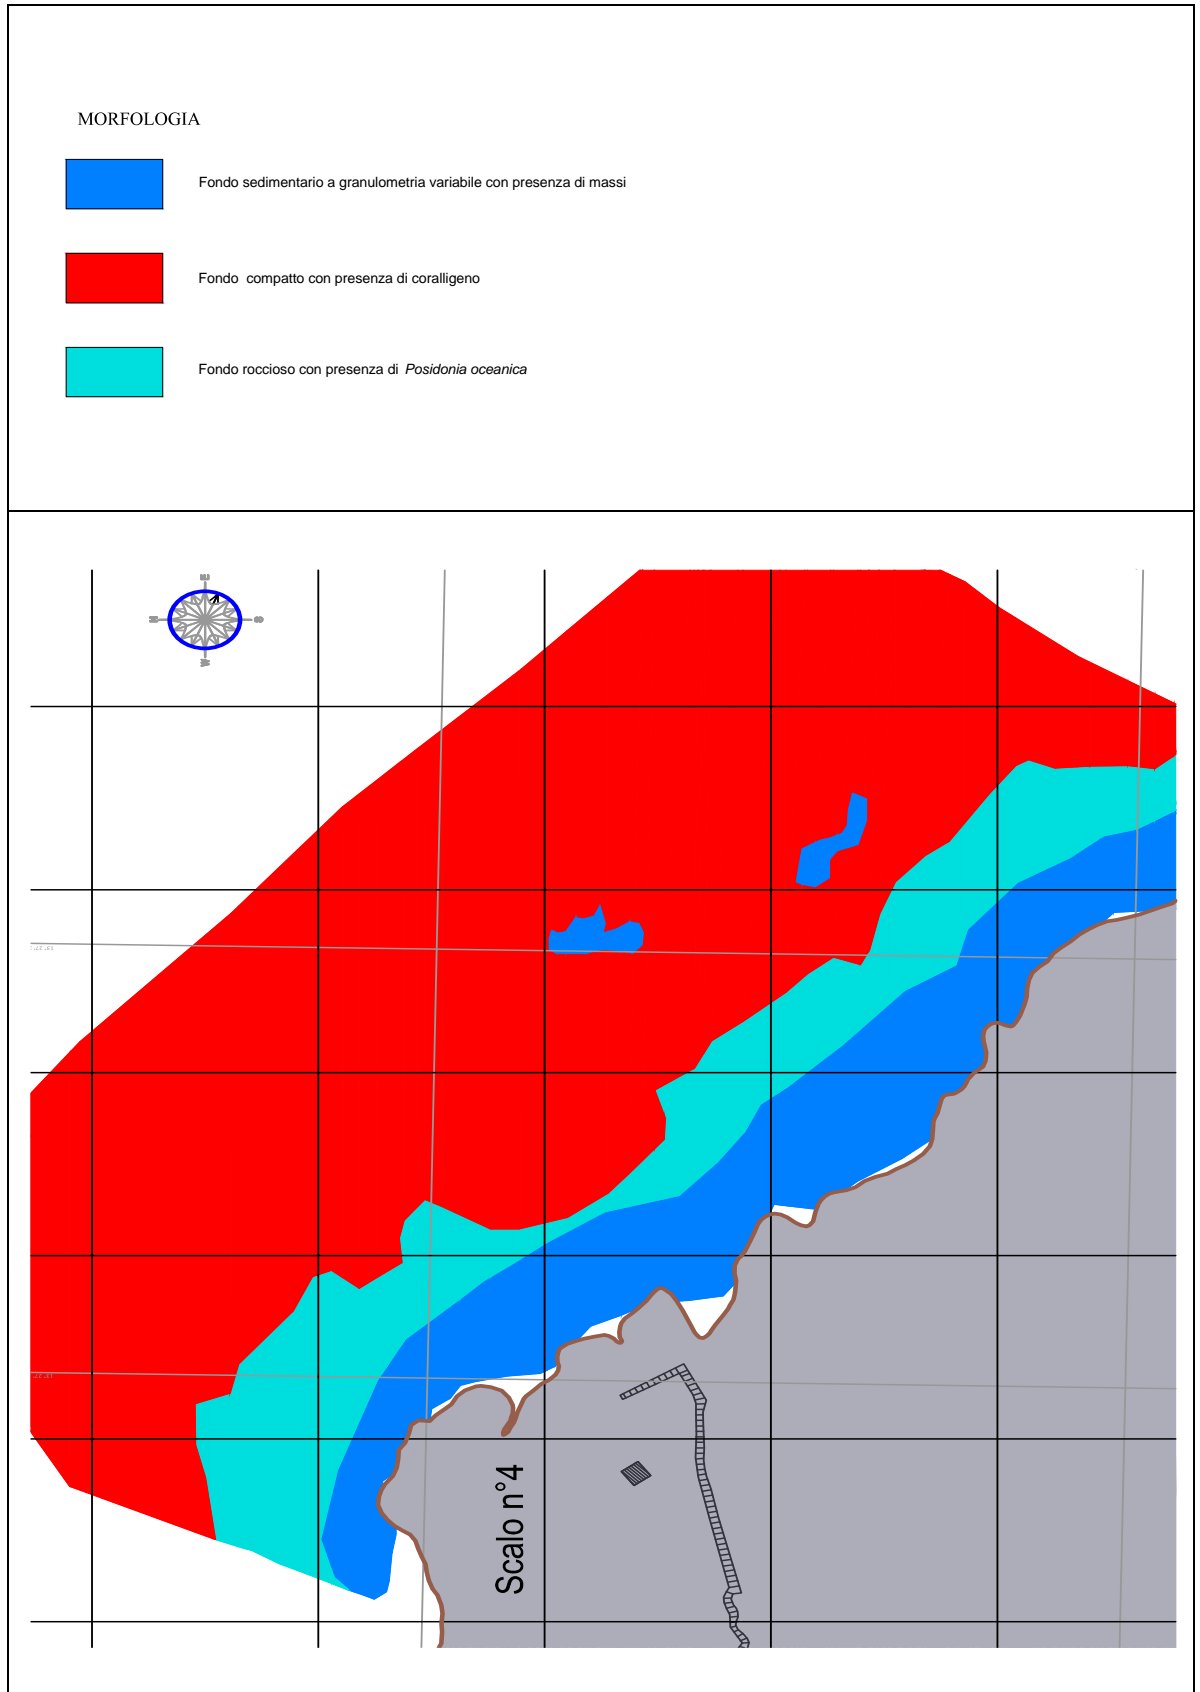 MORFOLOGIA
Fondo sedimentario a granulometria variabile con presenza di massi
Fondo compatto con presenza di coralligeno
Fondo roccioso con presenza di Posidonia oceanica
E
N
S
W
Scalo n°4